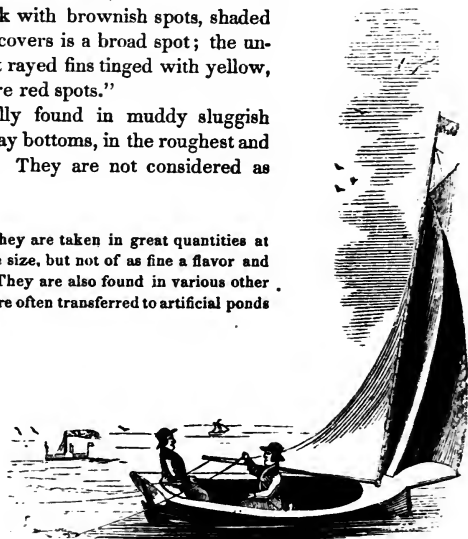 k with brownish spots, shaded
covers is a broad spot; the un-
t rayed fins tinged with yellow,
re red spots.”
lly found in muddy sluggish
ay bottoms, in the roughest and
They are not considered as
hey are taken in great quantities at
size, but not of as fine a flavor and
They are also found in various other
re often transferred to artificial ponds